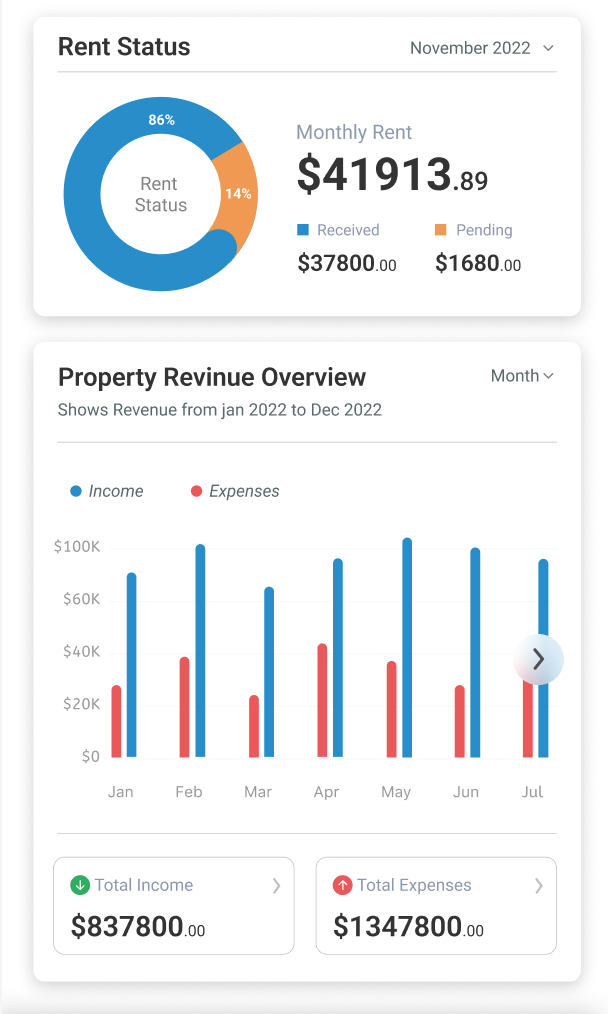 Rent Status
November 2022
86%
14%
Rent
Status
Monthly Rent
$41913.89
Received
Pending
$37800.00
$1680.00
Property Revinue Overview
Month
Shows Revenue from jan 2022 to Dec 2022
Income
Expenses
$100K
$60K
$40K
$20K
$0
Jan Feb Mar Apr May Jun Jul
Total Income
$837800.00
Total Expenses
$1347800.00